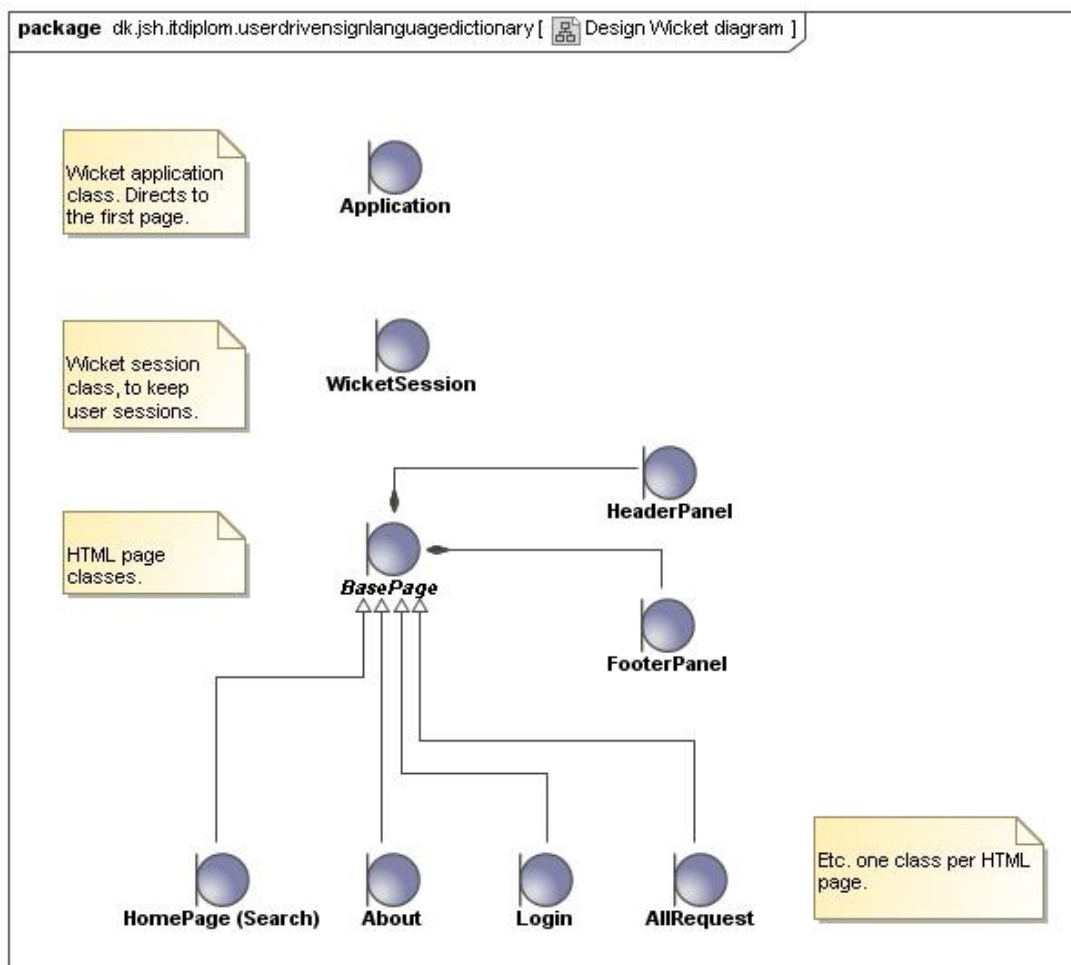 package dk.jsh.itdiplom.userdrivensignlanguagedictionary [ Design Wicket diagram ]
Wicket application
class. Directs to
the first page.
Application
Wicket session
class, to keep
user sessions.
WicketSession
HeaderPanel
HTML page
classes.
BasePage
FooterPanel
Etc. one class per HTML
page.
HomePage (Search)
About
Login
AllRequest